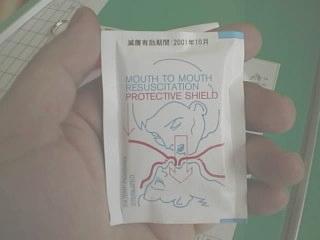 滅菌有効期間:2001年10月
MOUTH TO MOUTH
RESUSCITATION
PROTECTIVE SHIELD